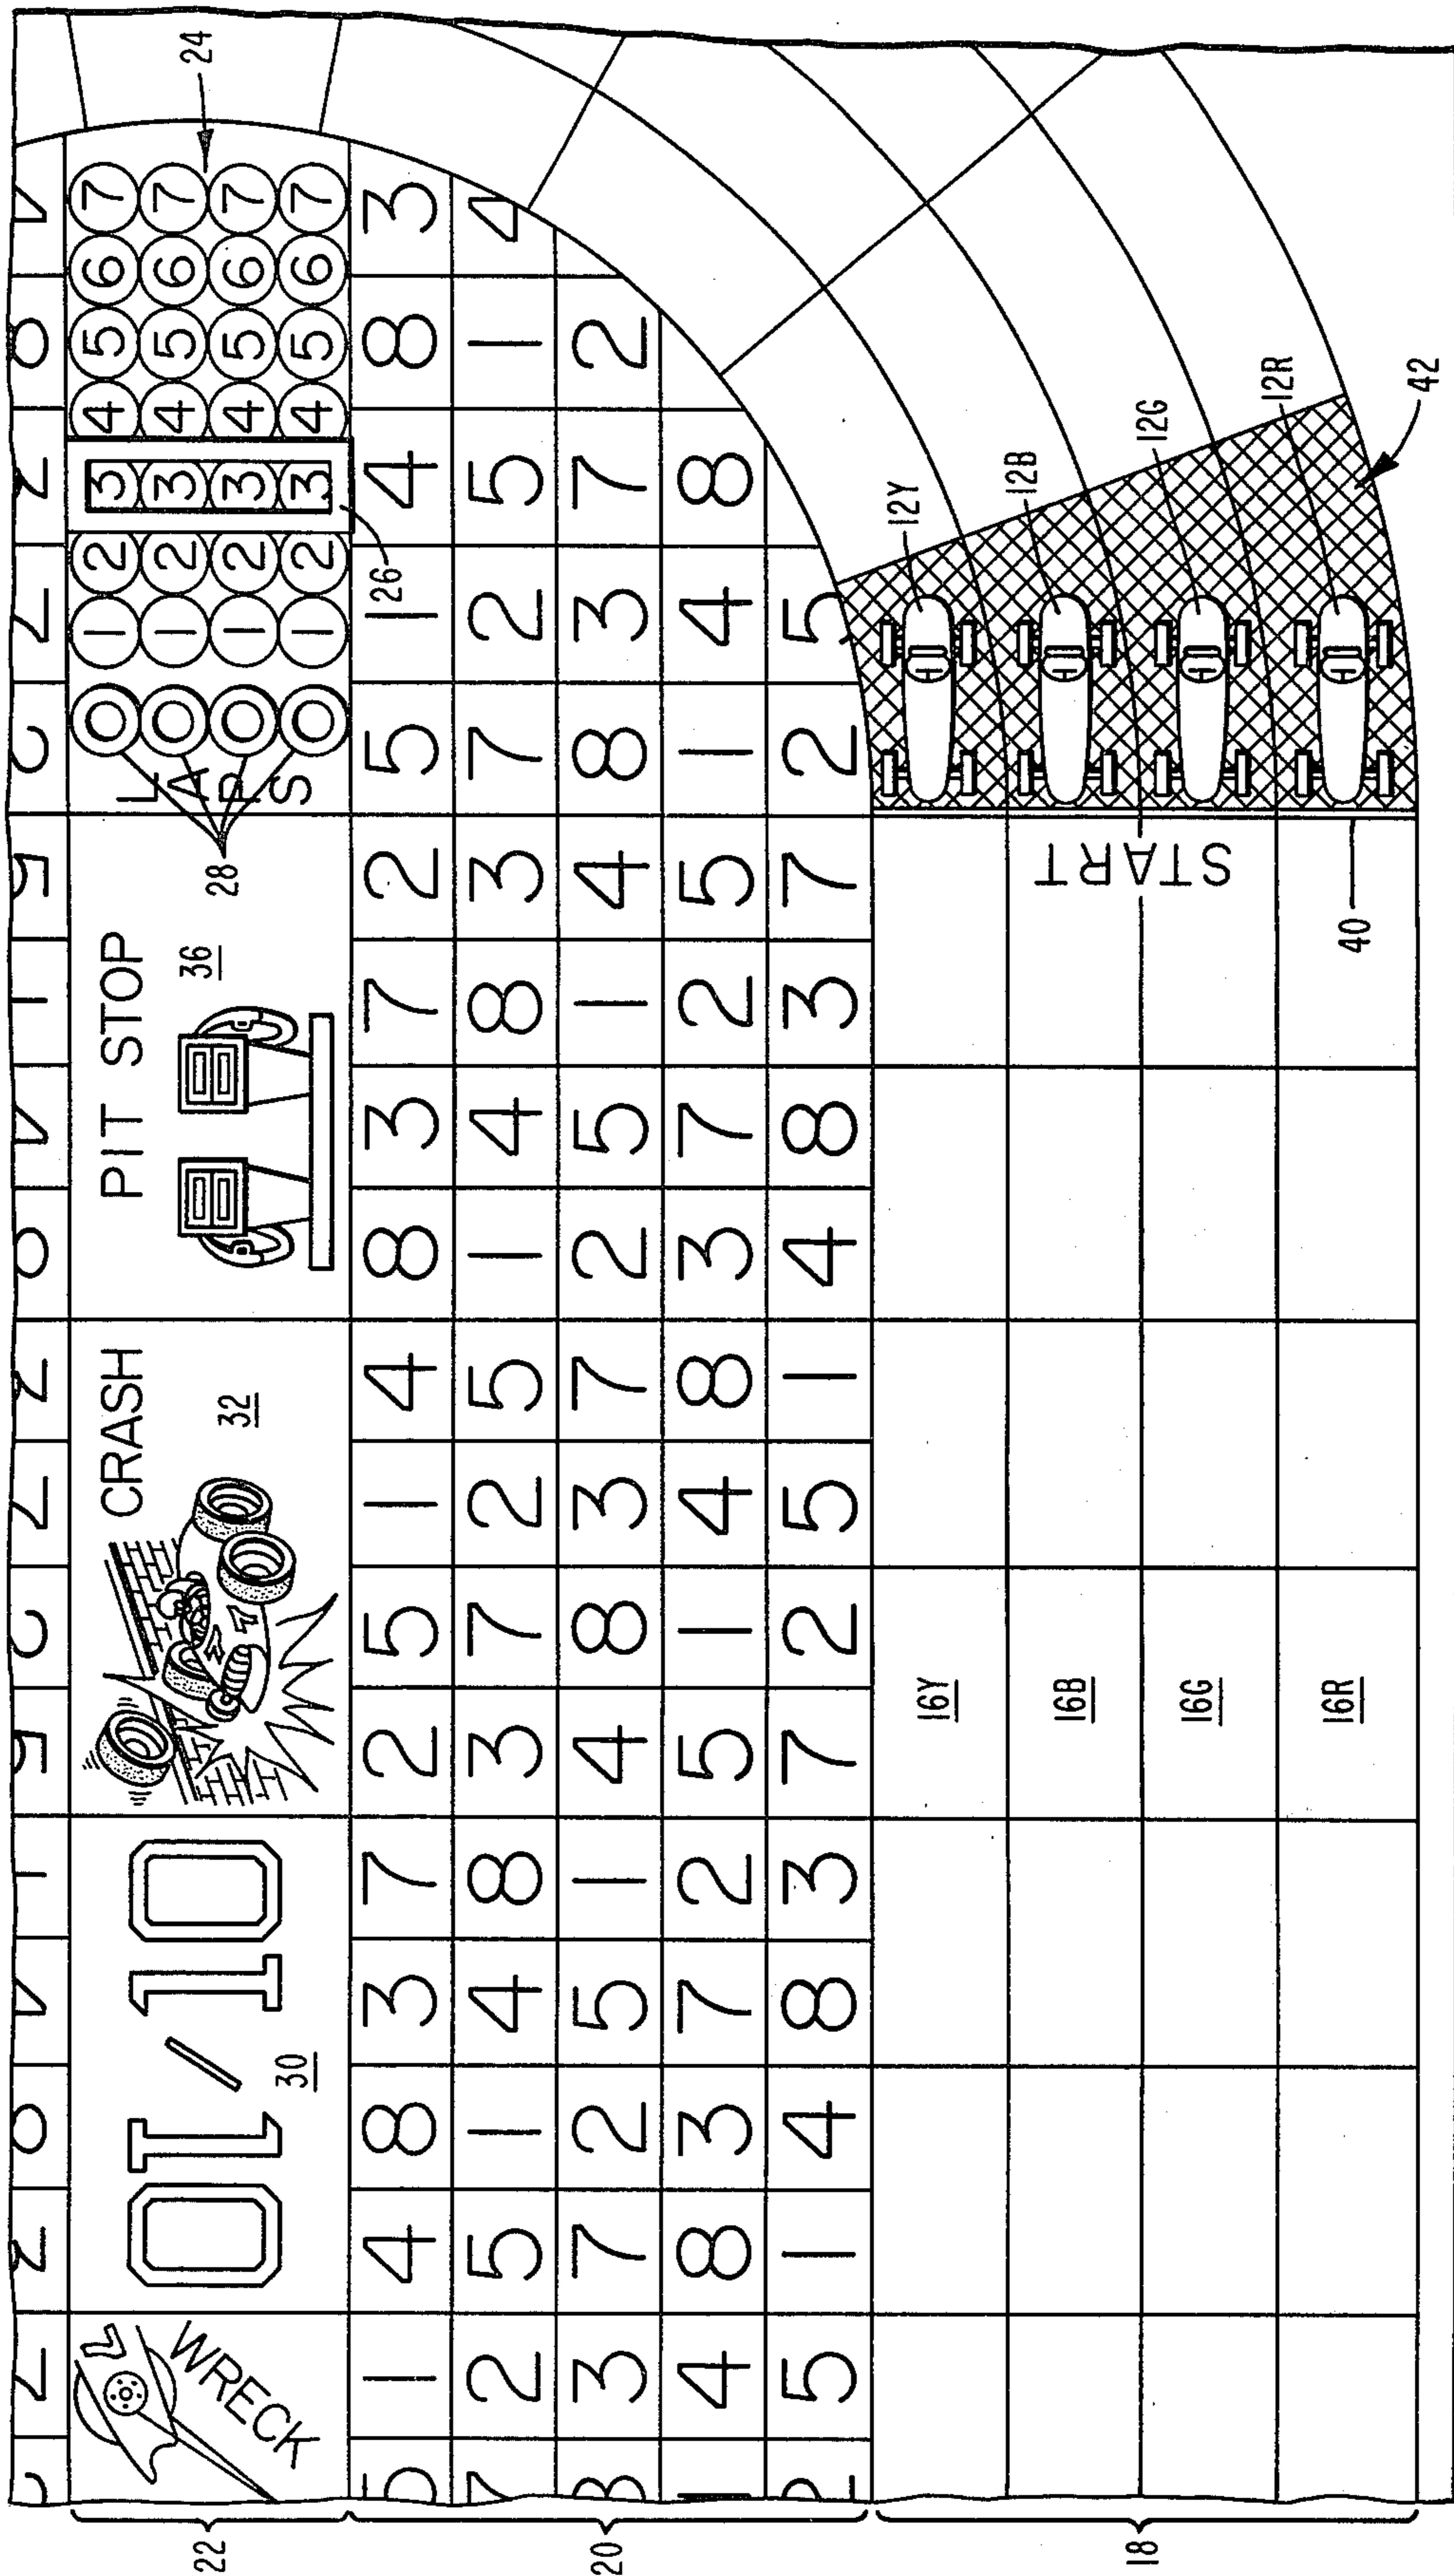 WRECK
01/10
30
CRASH
32
PIT STOP
36
28
LAPS
1 2 3 4 5 6 7
1 2 3 4 5 6 7
1 2 3 4 5 6 7
1 2 3 4 5 6 7
24
26
22
1 4 8 3 7 2 5 1 4 8 3 7 2 5 1 4 8 3
2 5 1 4 8 3 7 2 5 1 4 8 3 7 2 5 1 4
3 7 2 5 1 4 8 3 7 2 5 1 4 8 3 7 2
4 8 3 7 2 5 1 4 8 3 7 2 5 1 4 8
5 1 4 8 3 7 2 5 1 4 8 3 7 2 5
20
16Y
16B
16G
16R
START
12Y
12B
12G
12R
40
42
18